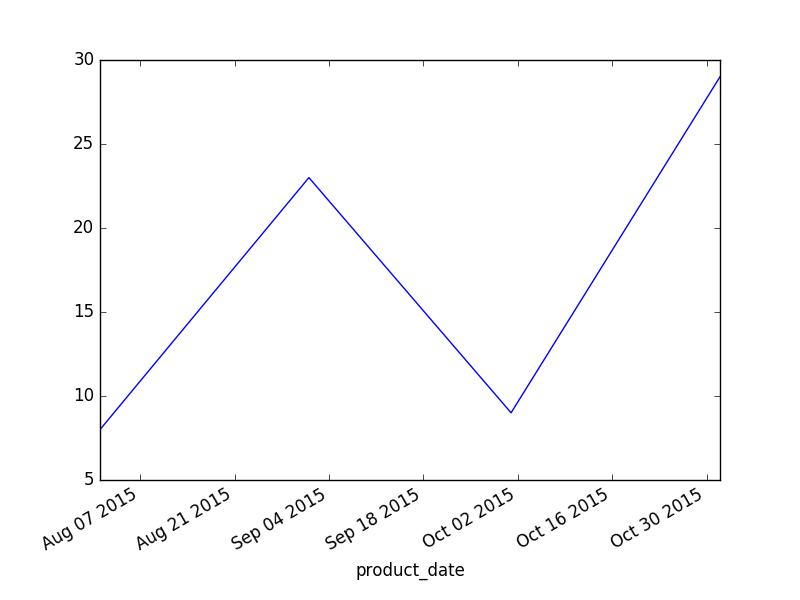 30
25
20
15
10
5
Aug 07 2015
Aug 21 2015
Sep 04 2015
Sep 18 2015
Oct 02 2015
Oct 16 2015
Oct 30 2015
product_date